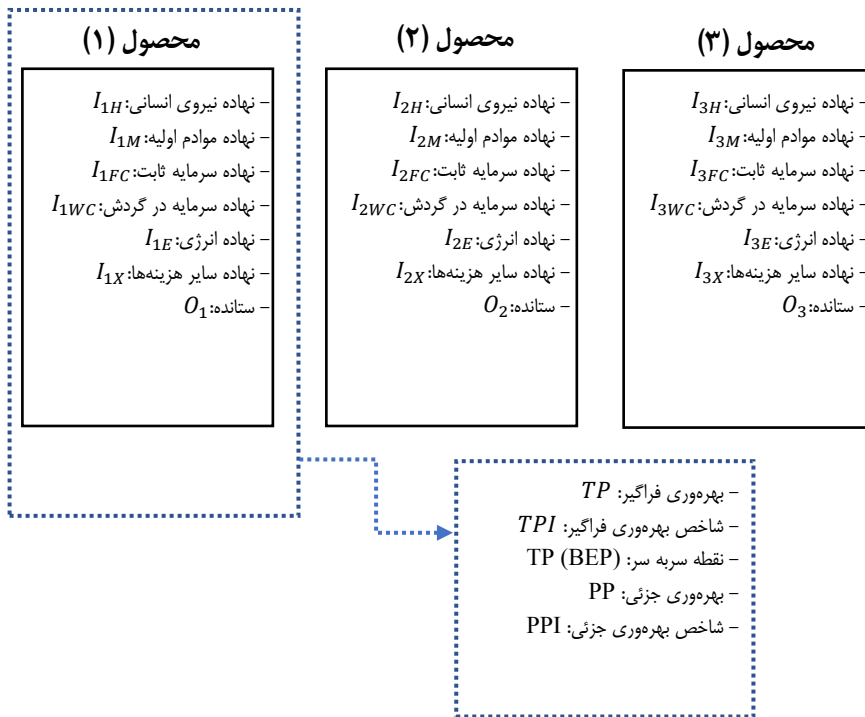 محصول (۱)
– نهاده نیروی انسانی: I1H
– نهاده موادم اولیه: I1M
– نهاده سرمایه ثابت: I1FC
– نهاده سرمایه در گردش: I1WC
– نهاده انرژی: I1E
– نهاده سایر هزینه‌ها: I1X
– ستانده: O1
محصول (۲)
– نهاده نیروی انسانی: I2H
– نهاده موادم اولیه: I2M
– نهاده سرمایه ثابت: I2FC
– نهاده سرمایه در گردش: I2WC
– نهاده انرژی: I2E
– نهاده سایر هزینه‌ها: I2X
– ستانده: O2
محصول (۳)
– نهاده نیروی انسانی: I3H
– نهاده موادم اولیه: I3M
– نهاده سرمایه ثابت: I3FC
– نهاده سرمایه در گردش: I3WC
– نهاده انرژی: I3E
– نهاده سایر هزینه‌ها: I3X
– ستانده: O3
– بهره‌وری فراگیر: TP
– شاخص بهره‌وری فراگیر: TPI
– نقطه سربه سر: TP (BEP)
– بهره‌وری جزئی: PP
– شاخص بهره‌وری جزئی: PPI